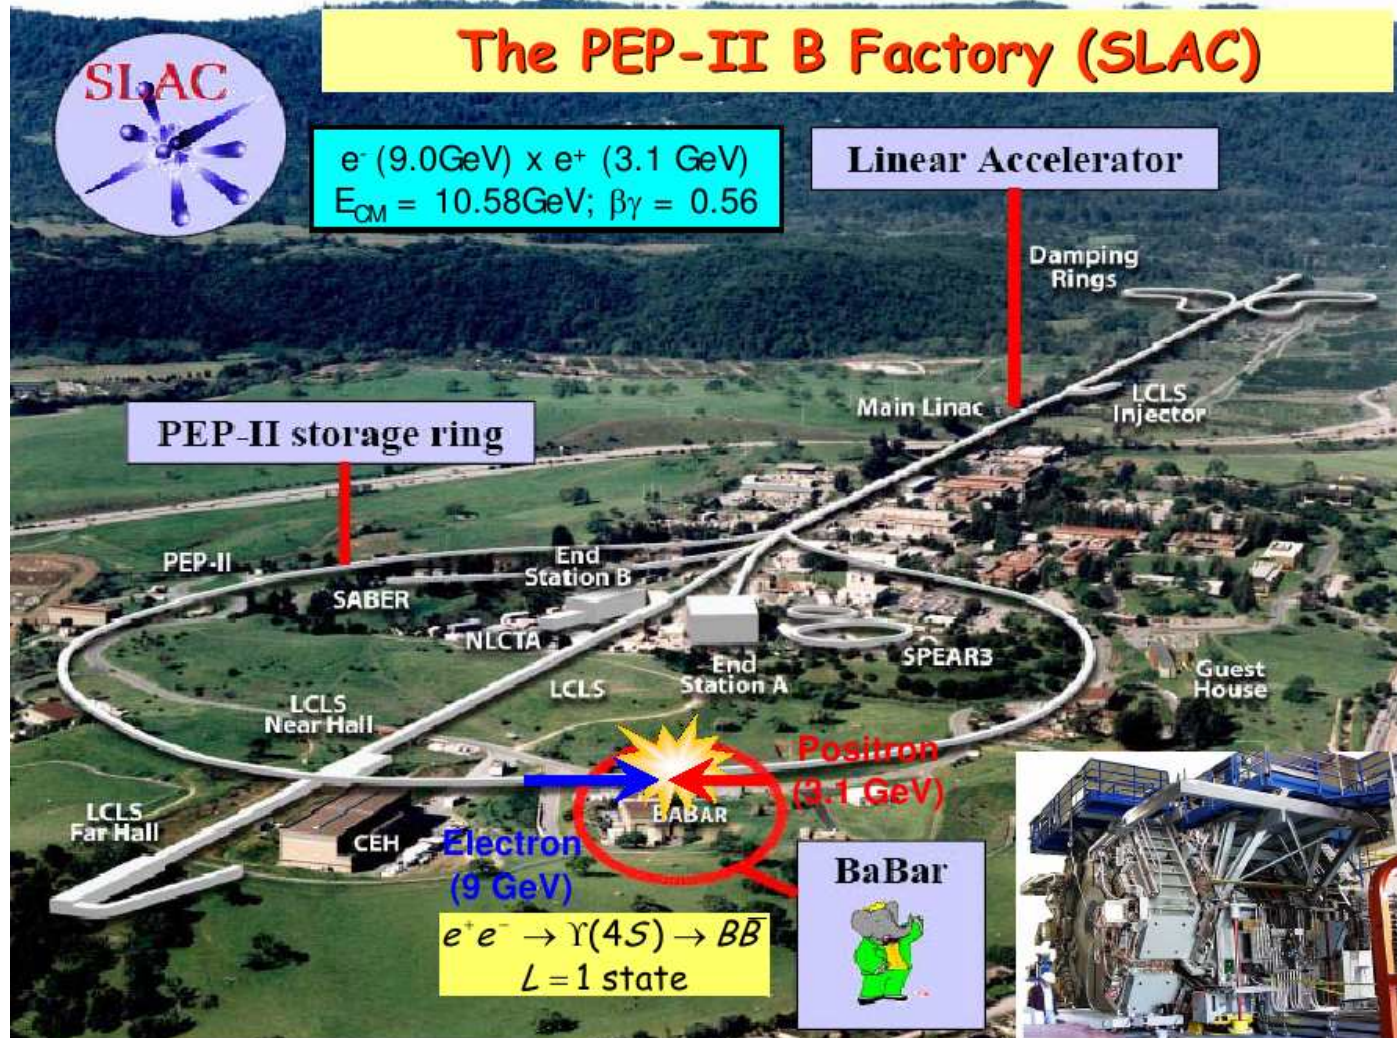 The PEP-II B Factory (SLAC)
SLAC
e⁻ (9.0GeV) x e⁺ (3.1 GeV)
E_CM = 10.58GeV; βγ = 0.56
Linear Accelerator
Damping
Rings
LCLS
Injector
Main Linac
PEP-II storage ring
PEP-II
End
Station B
SABER
NLCTA
End
Station A
SPEAR3
Guest
House
LCLS
LCLS
Near Hall
Positron
(3.1 GeV)
BABAR
LCLS
Far Hall
CEH
Electron
(9 GeV)
BaBar
e⁺e⁻ → ϒ(4S) → BB̅
L = 1 state